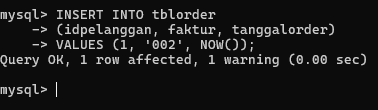 mysql> INSERT INTO tblorder
    -> (idpelanggan, faktur, tanggalorder)
    -> VALUES (1, '002', NOW());
Query OK, 1 row affected, 1 warning (0.00 sec)
mysql>